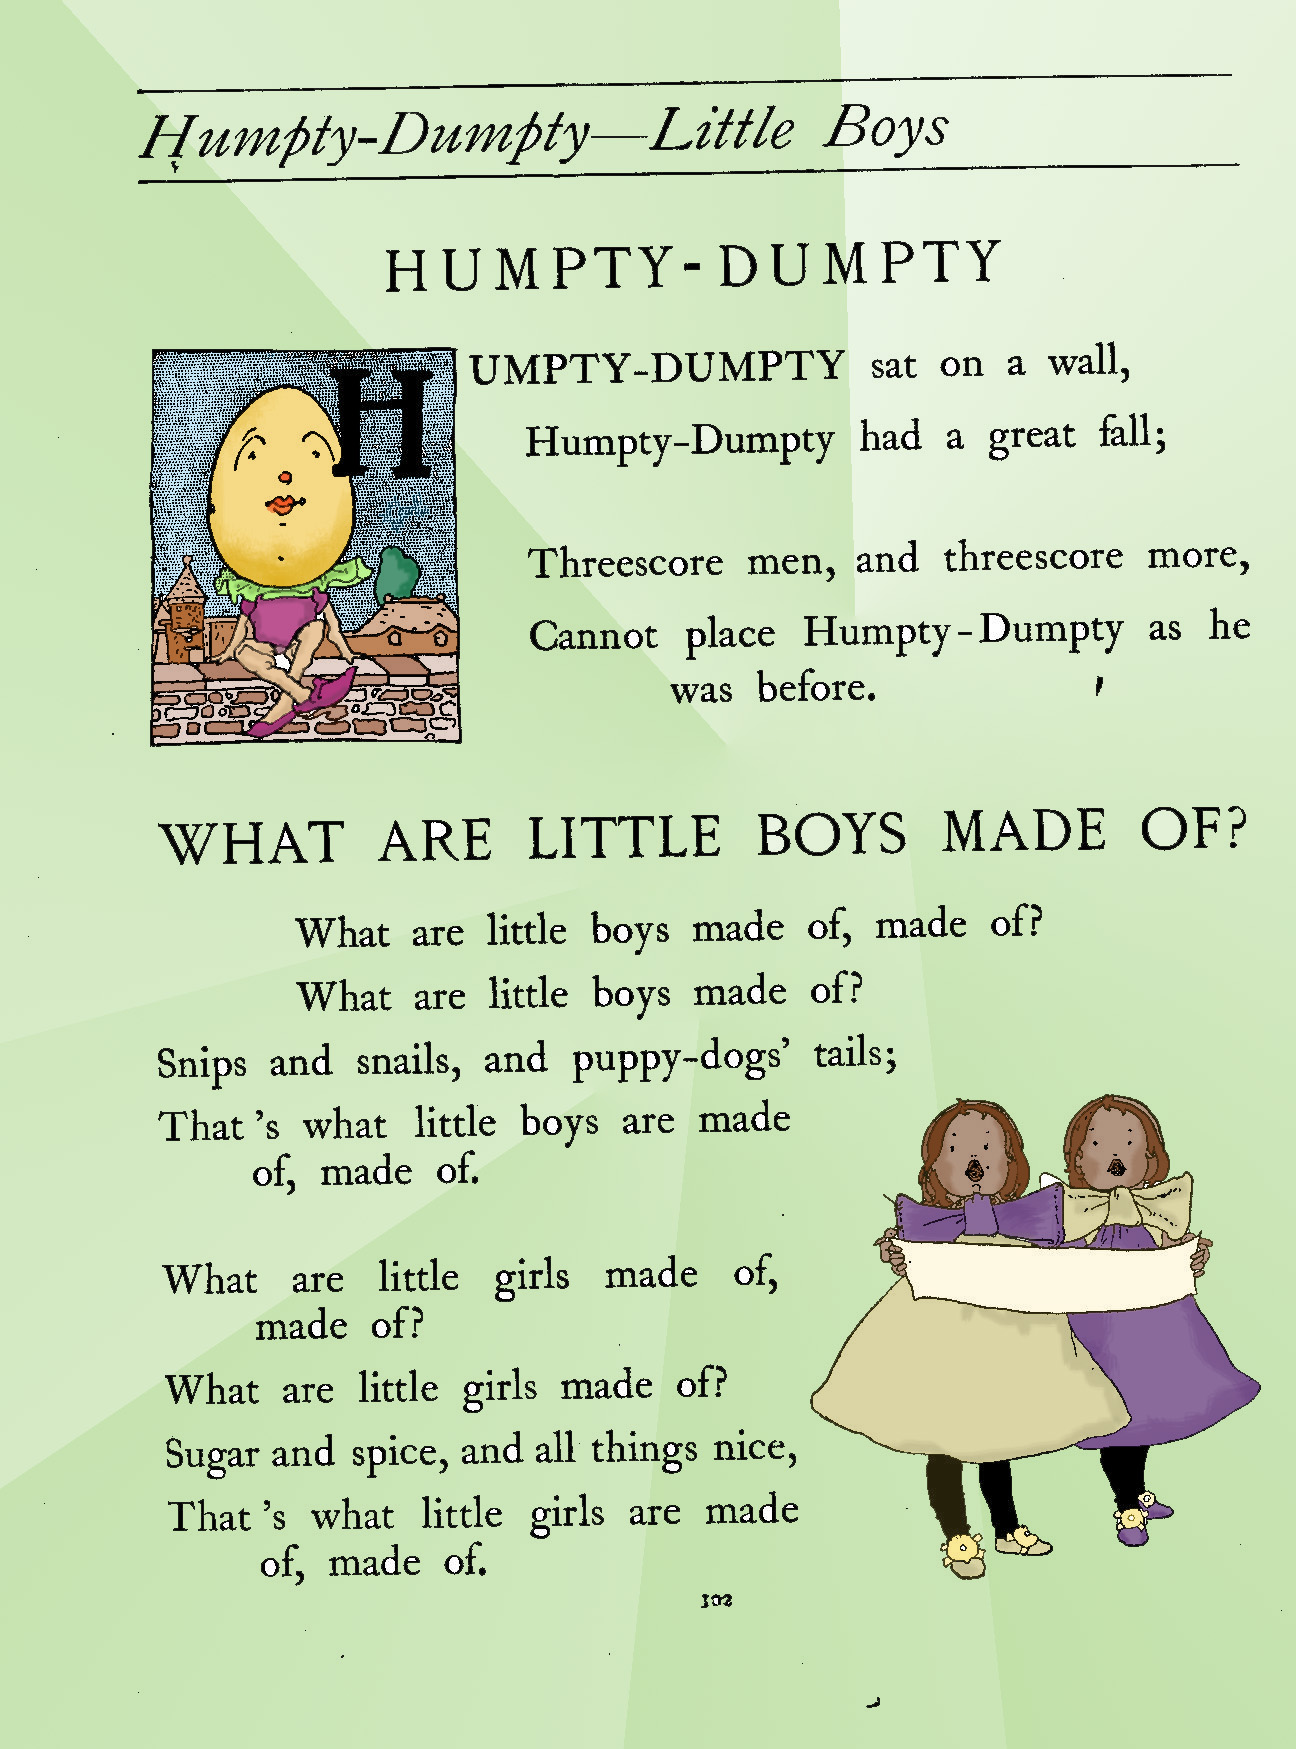 Humpty-Dumpty—Little Boys
HUMPTY-DUMPTY
HUMPTY-DUMPTY sat on a wall,
Humpty-Dumpty had a great fall;
Threescore men, and threescore more,
Cannot place Humpty-Dumpty as he
was before.
WHAT ARE LITTLE BOYS MADE OF?
What are little boys made of, made of?
What are little boys made of?
Snips and snails, and puppy-dogs' tails;
That 's what little boys are made
of, made of.
What are little girls made of,
made of?
What are little girls made of?
Sugar and spice, and all things nice,
That 's what little girls are made
of, made of.
102